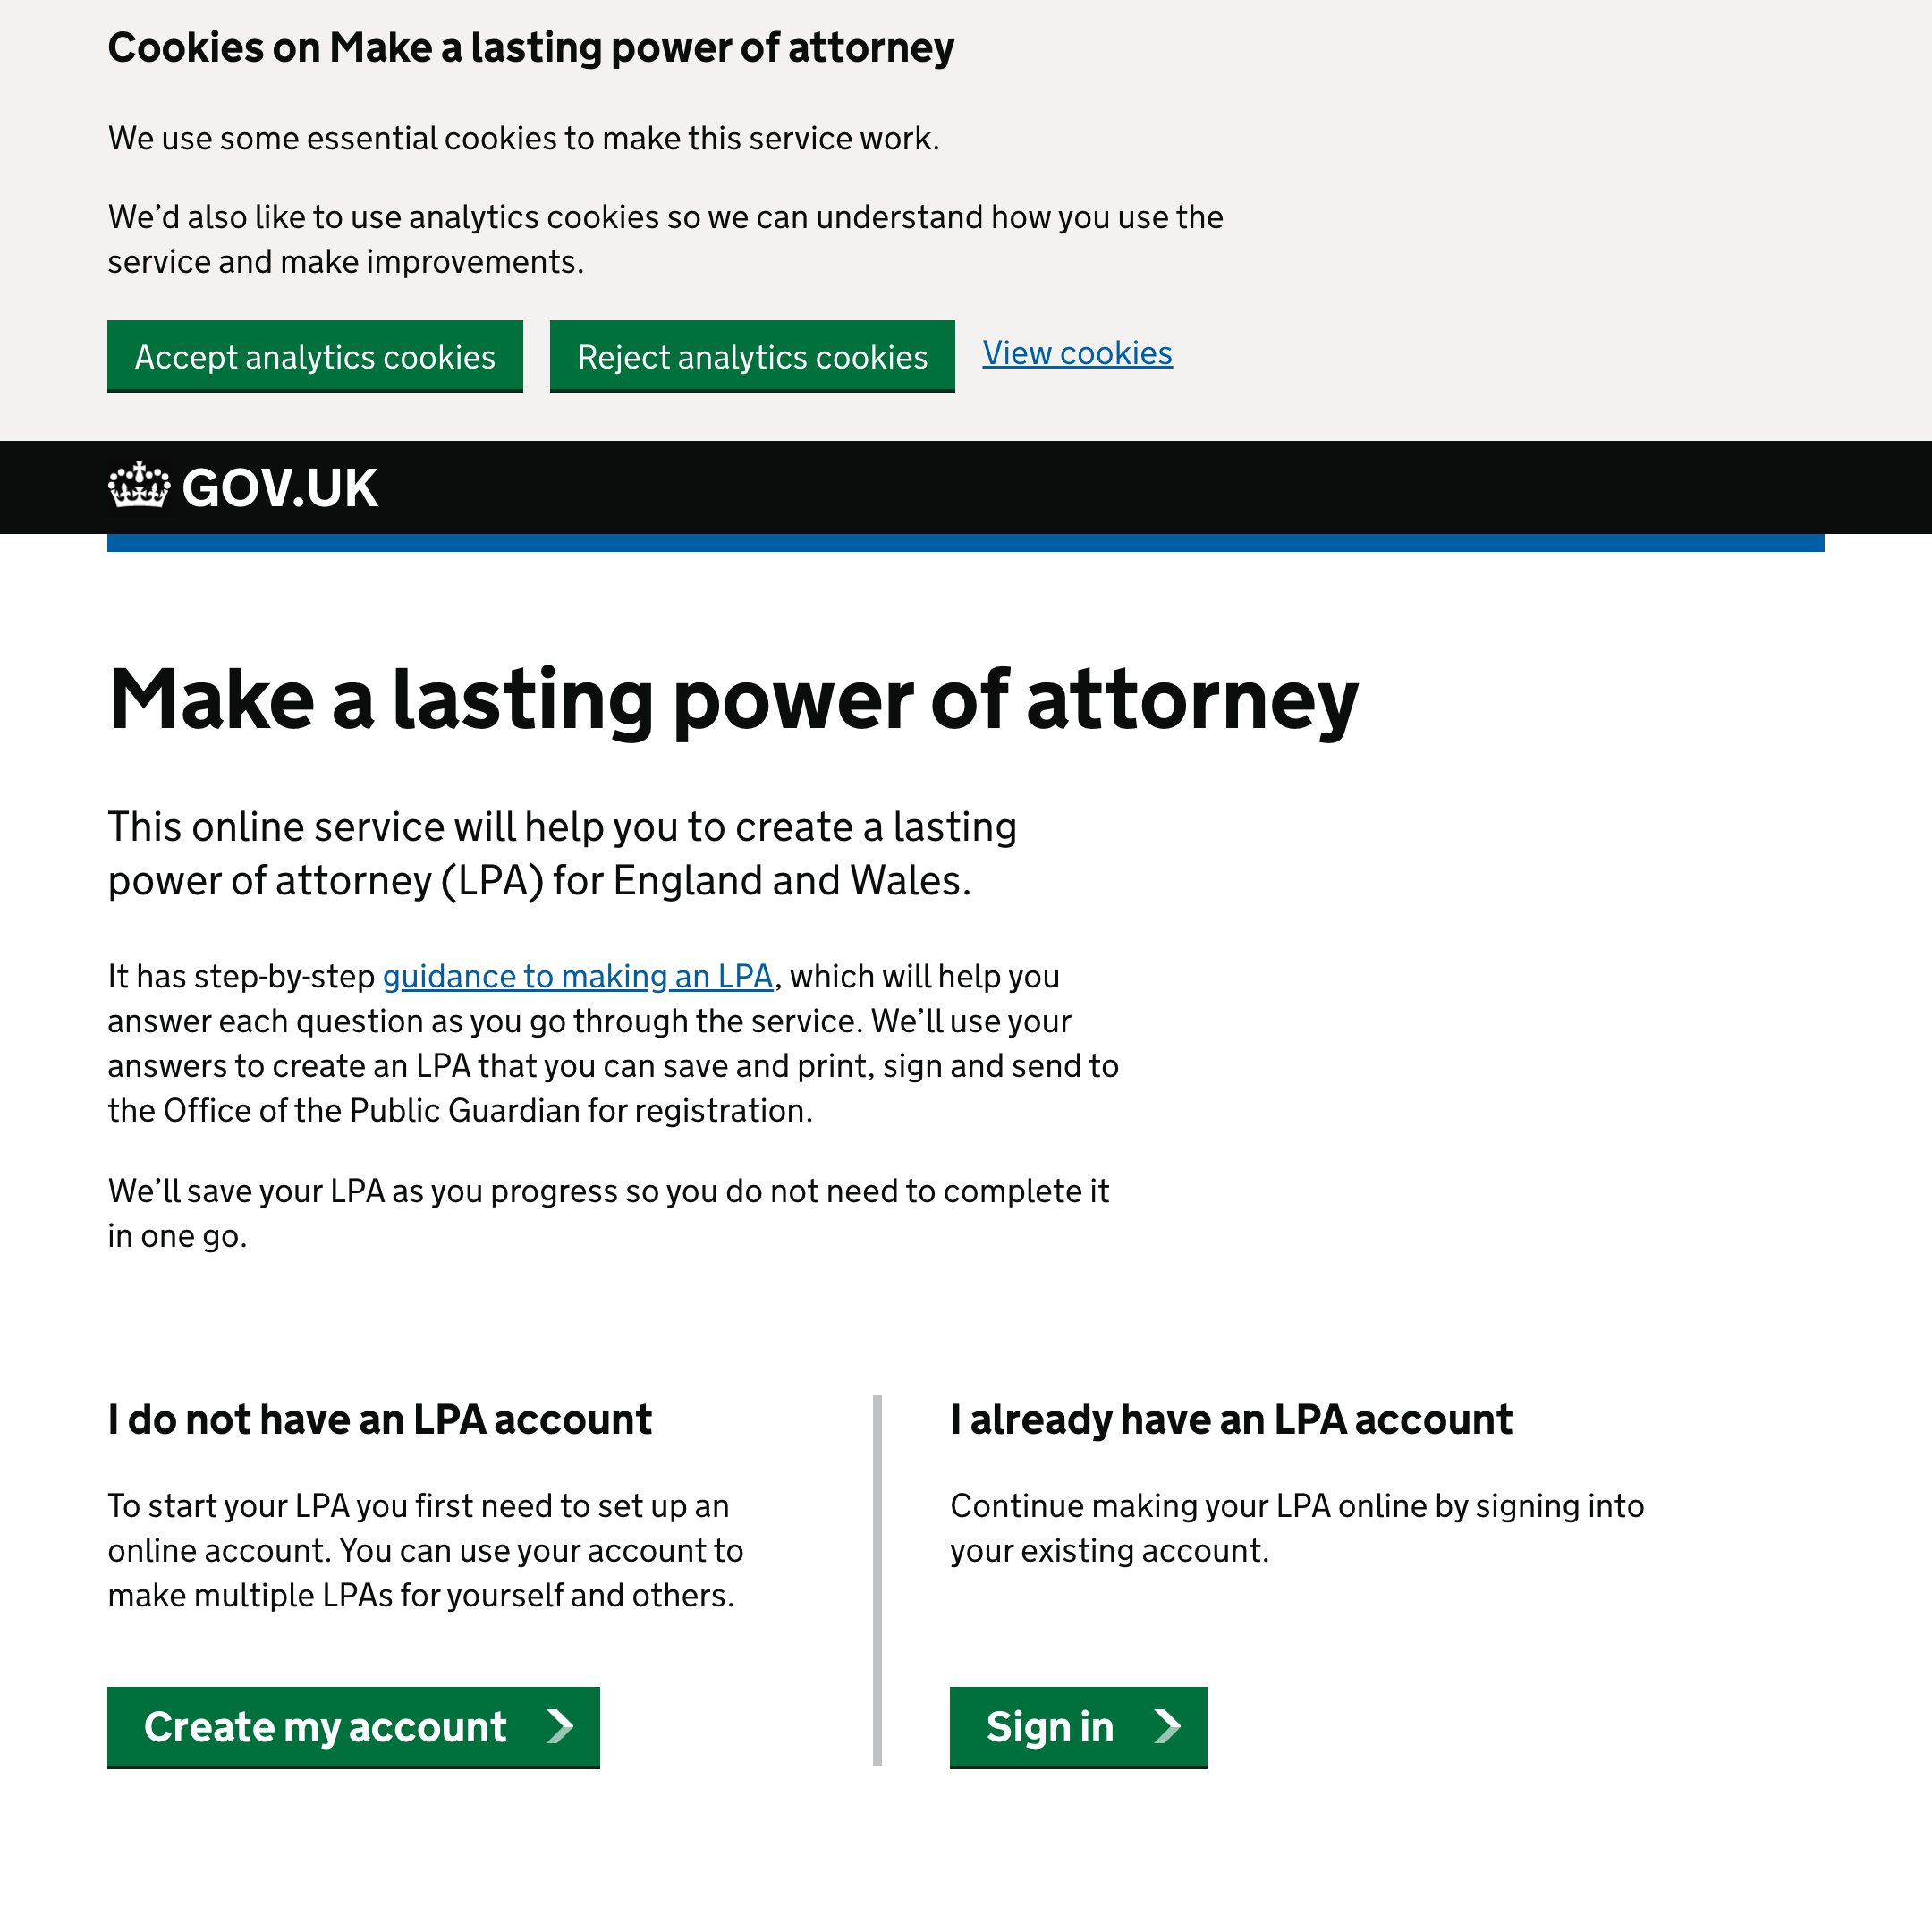 Cookies on Make a lasting power of attorney
We use some essential cookies to make this service work.
We’d also like to use analytics cookies so we can understand how you use the
service and make improvements.
Accept analytics cookies
Reject analytics cookies
View cookies
GOV.UK
Make a lasting power of attorney
This online service will help you to create a lasting
power of attorney (LPA) for England and Wales.
It has step-by-step guidance to making an LPA, which will help you
answer each question as you go through the service. We’ll use your
answers to create an LPA that you can save and print, sign and send to
the Office of the Public Guardian for registration.
We’ll save your LPA as you progress so you do not need to complete it
in one go.
I do not have an LPA account
To start your LPA you first need to set up an
online account. You can use your account to
make multiple LPAs for yourself and others.
Create my account
I already have an LPA account
Continue making your LPA online by signing into
your existing account.
Sign in